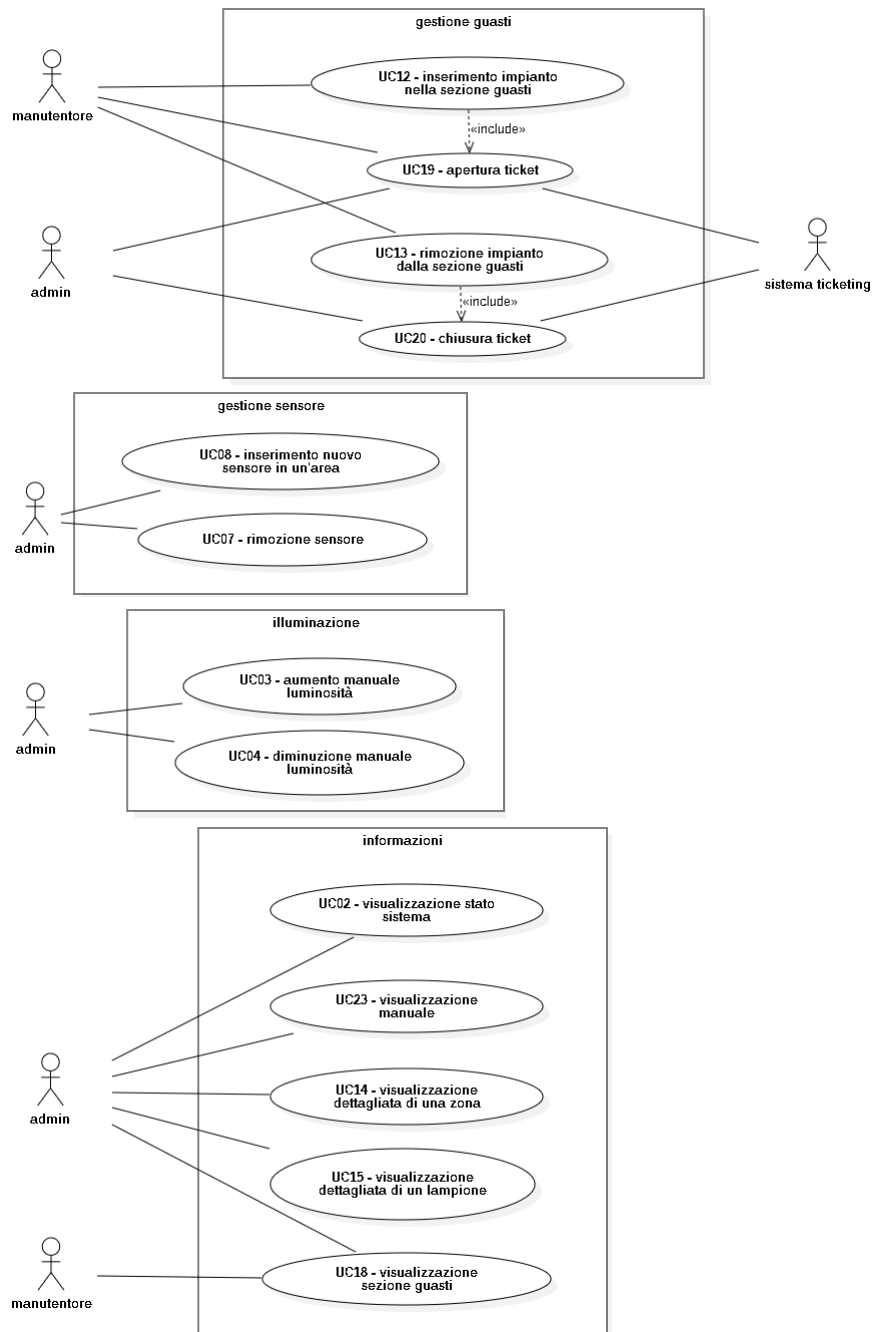 gestione guasti
UC12 - inserimento impianto
nella sezione guasti
manutentore
«include»
UC19 - apertura ticket
UC13 - rimozione impianto
dalla sezione guasti
admin
sistema ticketing
«include»
UC20 - chiusura ticket
gestione sensore
UC08 - inserimento nuovo
sensore in un'area
UC07 - rimozione sensore
admin
illuminazione
UC03 - aumento manuale
luminosità
admin
UC04 - diminuzione manuale
luminosità
informazioni
UC02 - visualizzazione stato
sistema
UC23 - visualizzazione
manuale
UC14 - visualizzazione
dettagliata di una zona
admin
UC15 - visualizzazione
dettagliata di un lampione
UC18 - visualizzazione
sezione guasti
manutentore